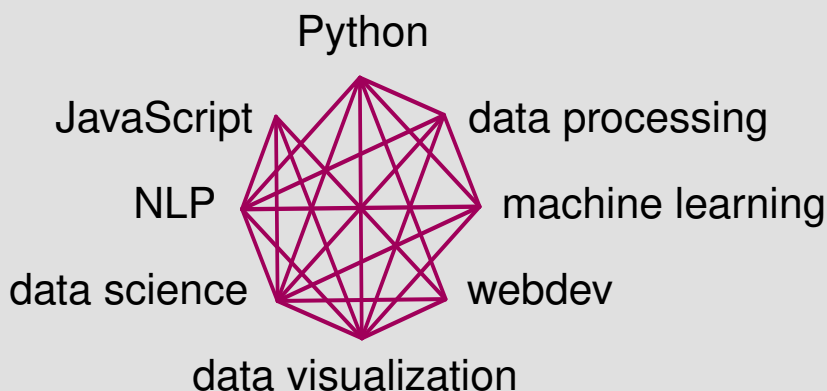 Python
JavaScript
data processing
NLP
machine learning
data science
webdev
data visualization